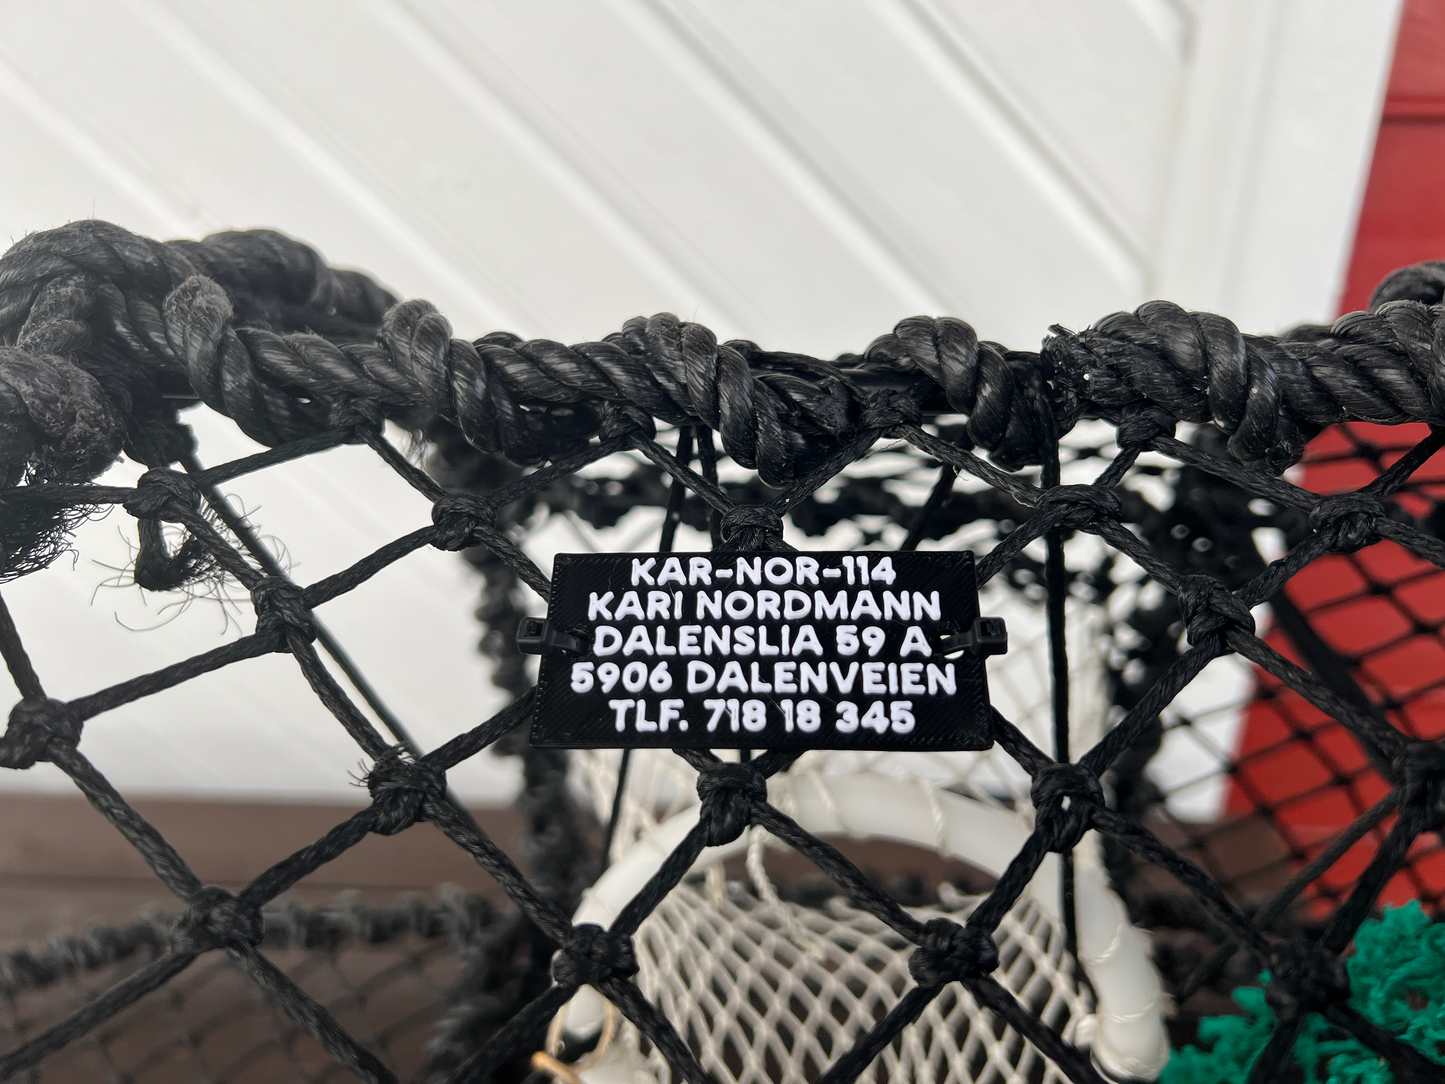 KAR-NOR-114
KARI NORDMANN
DALENSLIA 59 A
5906 DALENVEIEN
TLF. 718 18 345